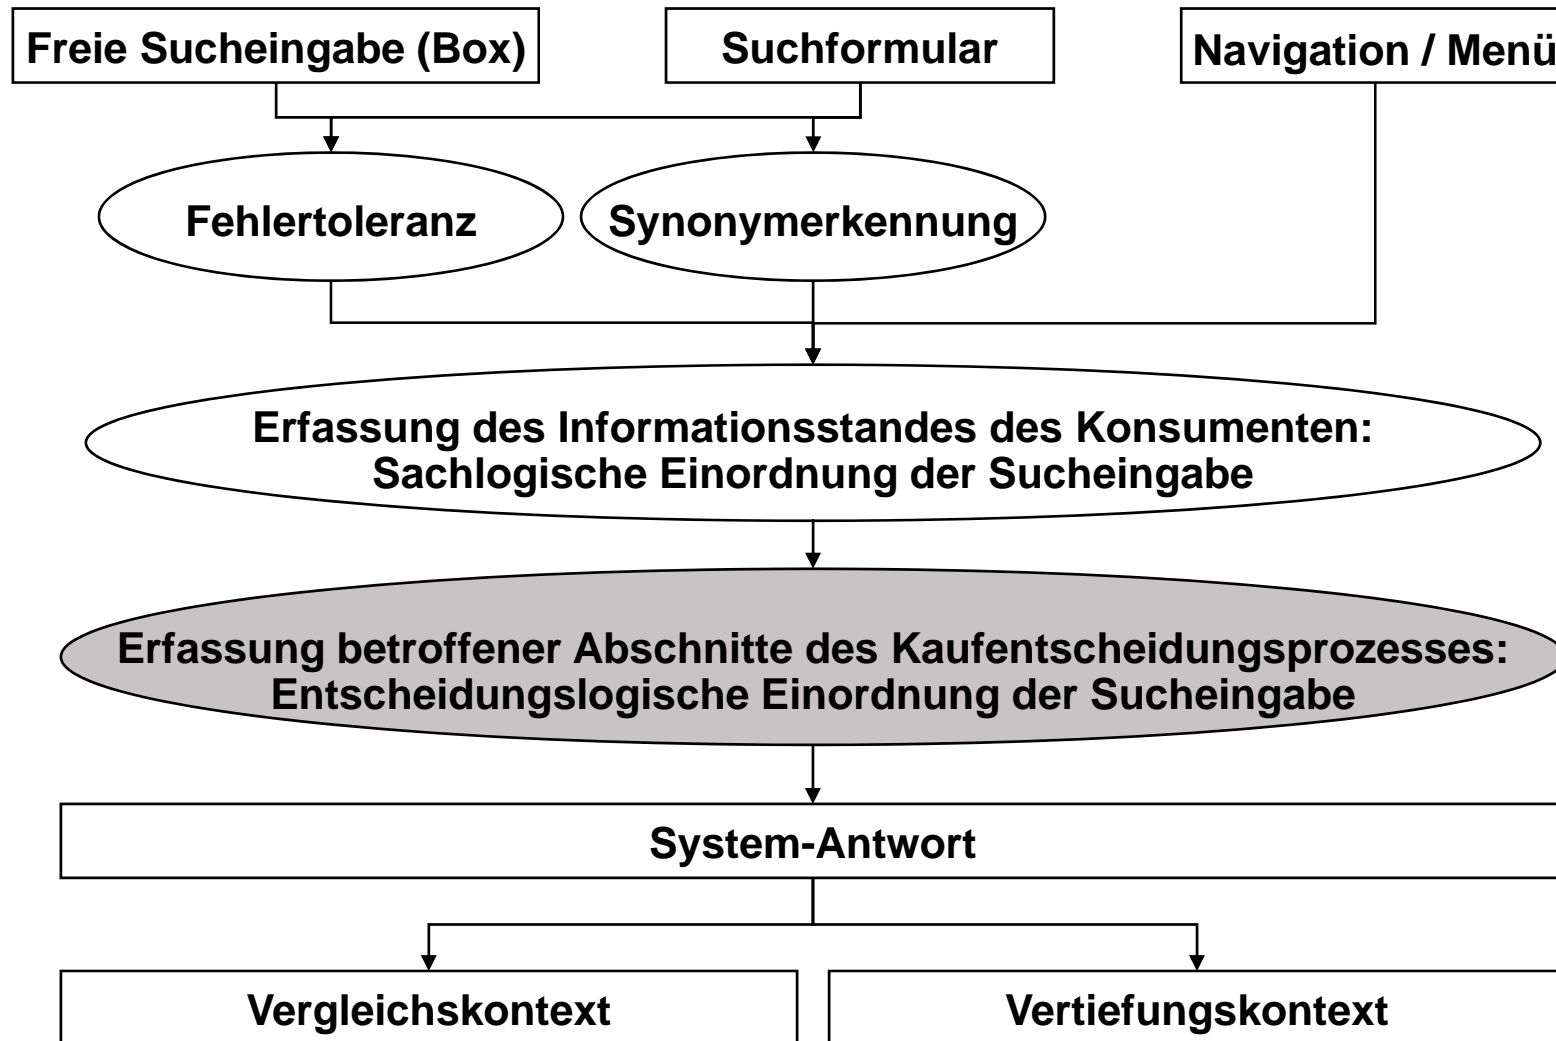 Freie Sucheingabe (Box)
Suchformular
Navigation / Menü
Fehlertoleranz
Synonymerkennung
Erfassung des Informationsstandes des Konsumenten:
Sachlogische Einordnung der Sucheingabe
Erfassung betroffener Abschnitte des Kaufentscheidungsprozesses:
Entscheidungslogische Einordnung der Sucheingabe
System-Antwort
Vergleichskontext
Vertiefungskontext